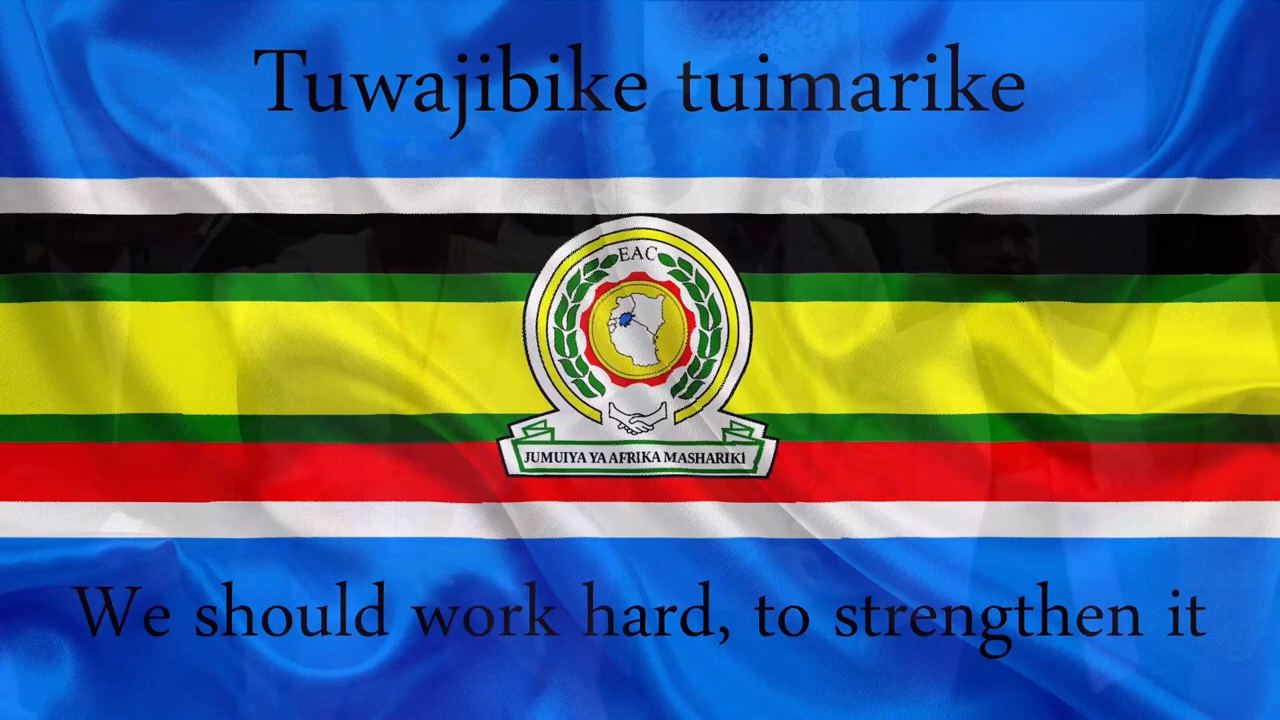 Tuwajibike tuimarike
EAC
JUMUIYA YA AFRIKA MASHARIKI
We should work hard, to strengthen it